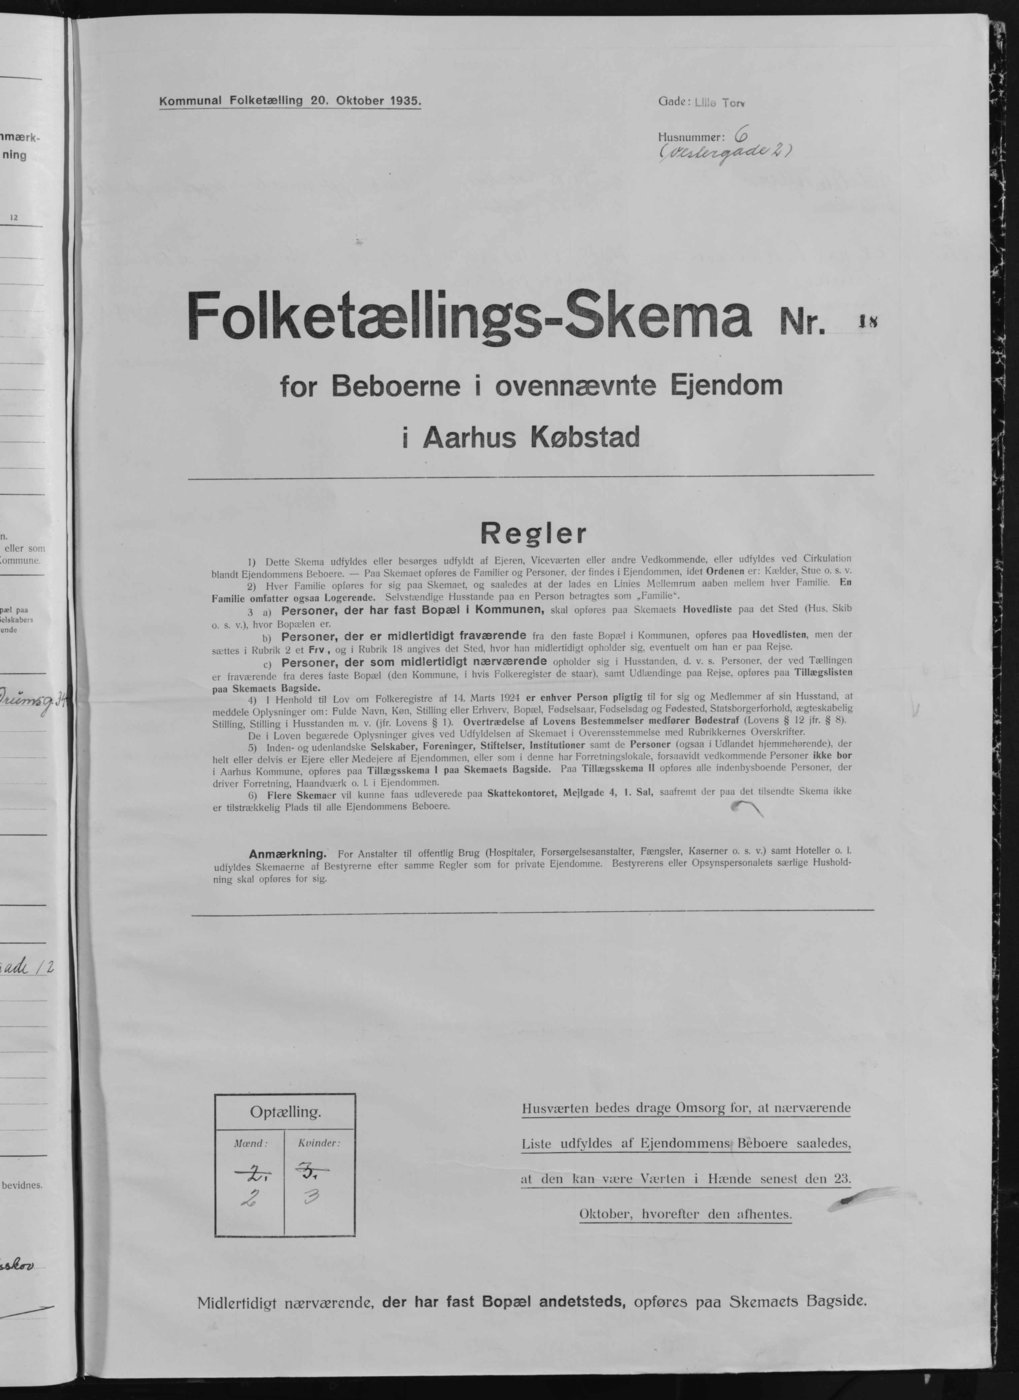 Kommunal Folketælling 20. Oktober 1935.
Gade: Lille Torv
Husnummer: 6
(Vestergade 2)
Folketællings-Skema Nr. 18
for Beboerne i ovennævnte Ejendom
i Aarhus Købstad
Regler
1) Dette Skema udfyldes eller besørges udfyldt af Ejeren, Viceværten eller andre Vedkommende, eller udfyldes ved Cirkulation
blandt Ejendommens Beboere. — Paa Skemaet opføres de Familier og Personer, der findes i Ejendommen, idet Ordenen er: Kælder, Stue o. s. v.
2) Hver Familie opføres for sig paa Skemaet, og saaledes at der lades en Linies Mellemrum aaben mellem hver Familie. En
Familie omfatter ogsaa Logerende. Selvstændige Husstande paa en Person betragtes som „Familie“.
3 a) Personer, der har fast Bopæl i Kommunen, skal opføres paa Skemaets Hovedliste paa det Sted (Hus, Skib
o. s. v.), hvor Bopælen er.
b) Personer, der er midlertidigt fraværende fra den faste Bopæl i Kommunen, opføres paa Hovedlisten, men der
sættes i Rubrik 2 et Frv, og i Rubrik 18 angives det Sted, hvor han midlertidigt opholder sig, eventuelt om han er paa Rejse.
c) Personer, der som midlertidigt nærværende opholder sig i Husstanden, d. v. s. Personer, der ved Tællingen
er fraværende fra deres faste Bopæl (den Kommune, i hvis Folkeregister de staar), samt Udlændinge paa Rejse, opføres paa Tillægslisten
paa Skemaets Bagside.
4) I Henhold til Lov om Folkeregistre af 14. Marts 1924 er enhver Person pligtig til for sig og Medlemmer af sin Husstand, at
meddele Oplysninger om: Fulde Navn, Køn, Stilling eller Erhverv, Bopæl, Fødselsaar, Fødselsdag og Fødested, Statsborgerforhold, ægteskabelig
Stilling, Stilling i Husstanden m. v. (jfr. Lovens § 1). Overtrædelse af Lovens Bestemmelser medfører Bødestraf (Lovens § 12 jfr. § 8).
De i Loven begærede Oplysninger gives ved Udfyldelsen af Skemaet i Overensstemmelse med Rubrikkernes Overskrifter.
5) Inden- og udenlandske Selskaber, Foreninger, Stiftelser, Institutioner samt de Personer (ogsaa i Udlandet hjemmehørende), der
helt eller delvis er Ejere eller Medejere af Ejendommen, eller som i denne har Forretningslokale, forsaavidt vedkommende Personer ikke bor
i Aarhus Kommune, opføres paa Tillægsskema I paa Skemaets Bagside. Paa Tillægsskema II opføres alle indenbysboende Personer, der
driver Forretning, Haandværk o. l. i Ejendommen.
6) Flere Skemaer vil kunne faas udleverede paa Skattekontoret, Mejlgade 4, 1. Sal, saafremt der paa det tilsendte Skema ikke
er tilstrækkelig Plads til alle Ejendommens Beboere.
Anmærkning. For Anstalter til offentlig Brug (Hospitaler, Forsørgelsesanstalter, Fængsler, Kaserner o. s. v.) samt Hoteller o. l.
udfyldes Skemaerne af Bestyrerne efter samme Regler som for private Ejendomme. Bestyrerens eller Opsynspersonalets særlige Hushold-
ning skal opføres for sig.
Optælling.
Mænd: Kvinder:
2. 3.
2 3
Husværten bedes drage Omsorg for, at nærværende
Liste udfyldes af Ejendommens Beboere saaledes,
at den kan være Værten i Hænde senest den 23.
Oktober, hvorefter den afhentes.
Midlertidigt nærværende, der har fast Bopæl andetsteds, opføres paa Skemaets Bagside.
ning
12
eller som
bevidnes.